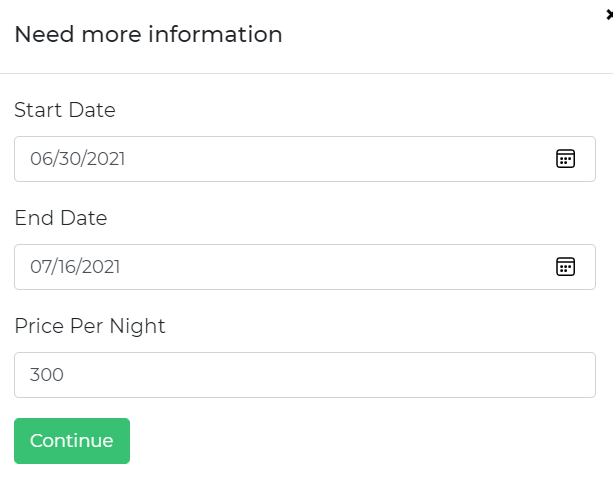 Need more information
Start Date
06/30/2021
End Date
07/16/2021
Price Per Night
300
Continue